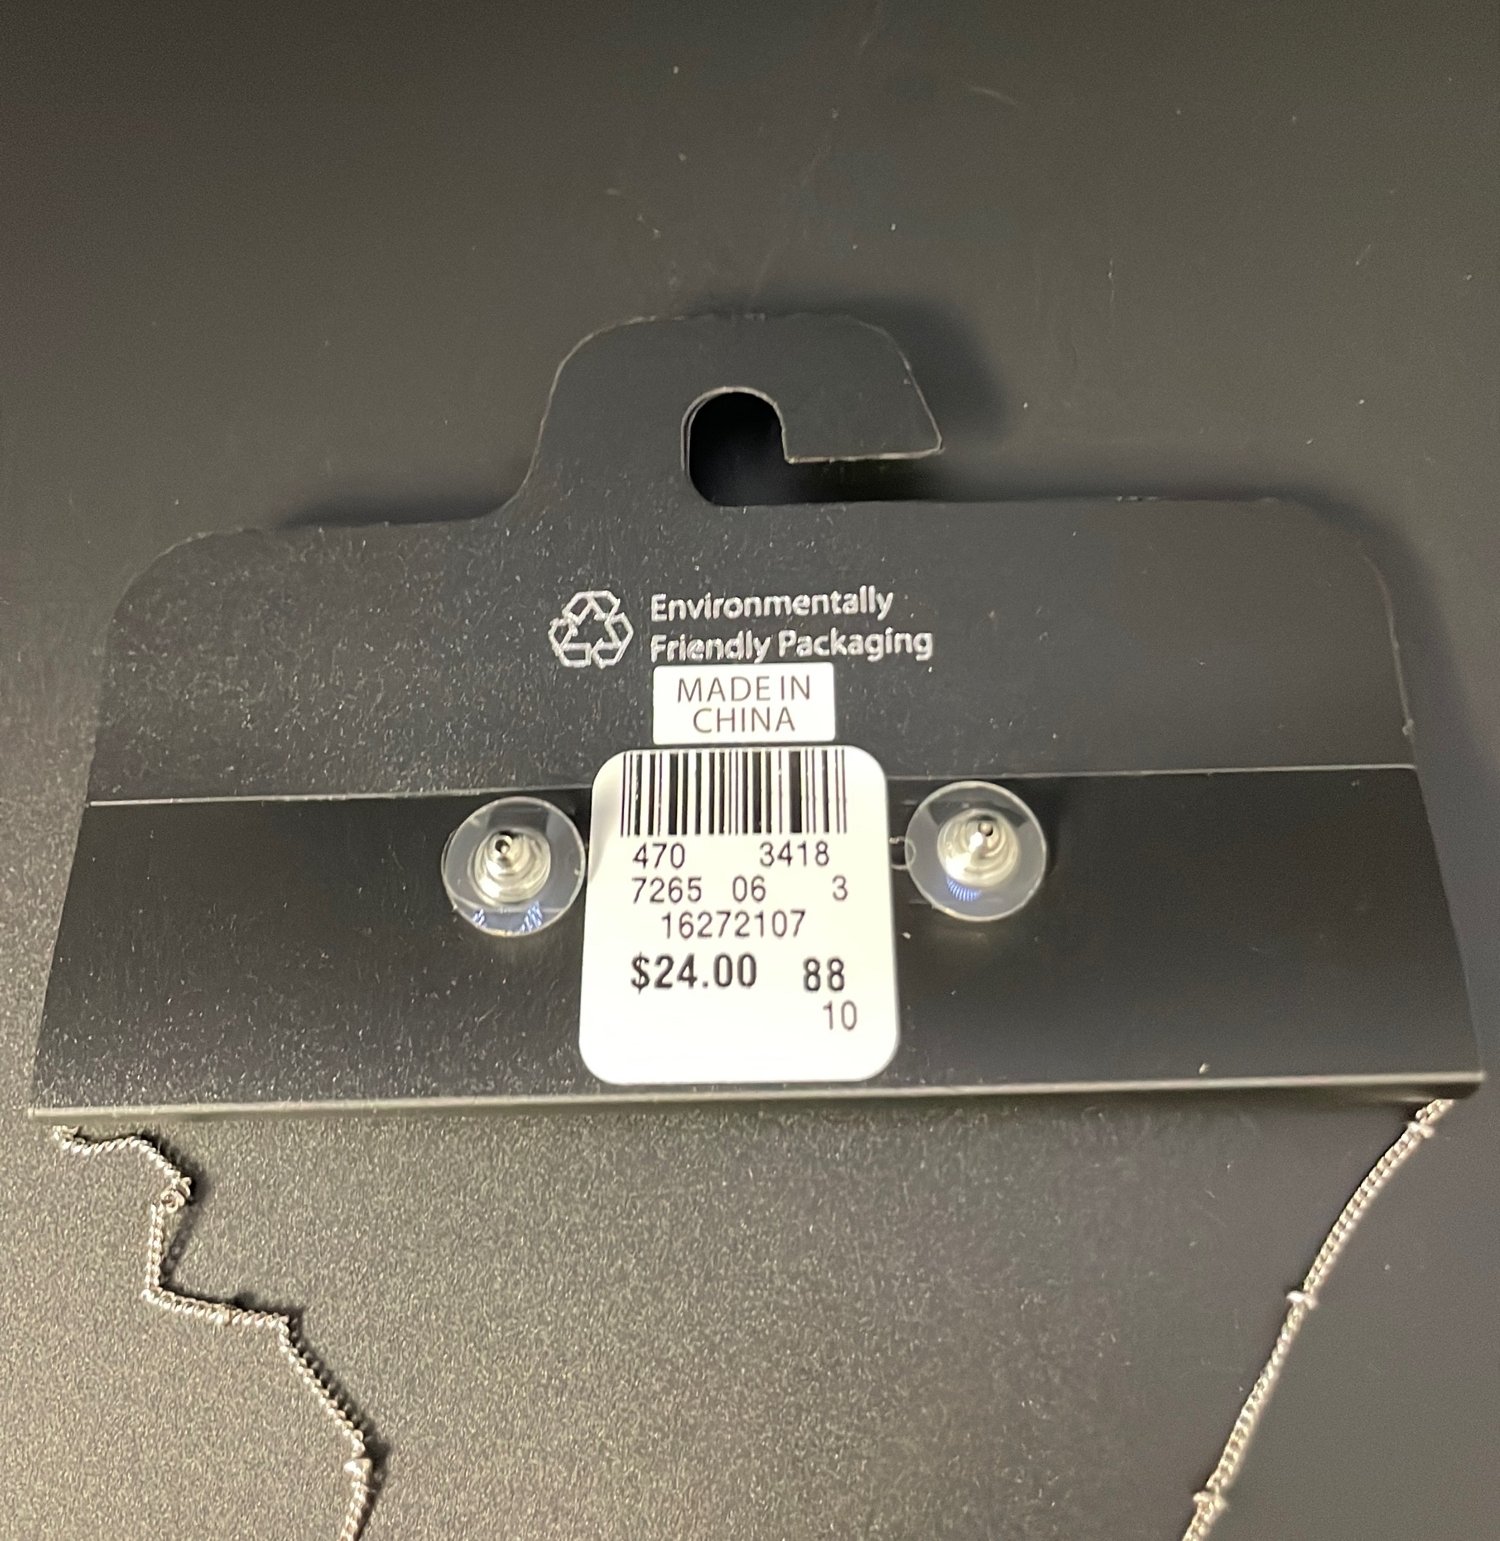 Environmentally
Friendly Packaging
MADE IN
CHINA
470 3418
7265 06 3
16272107
$24.00 88
10